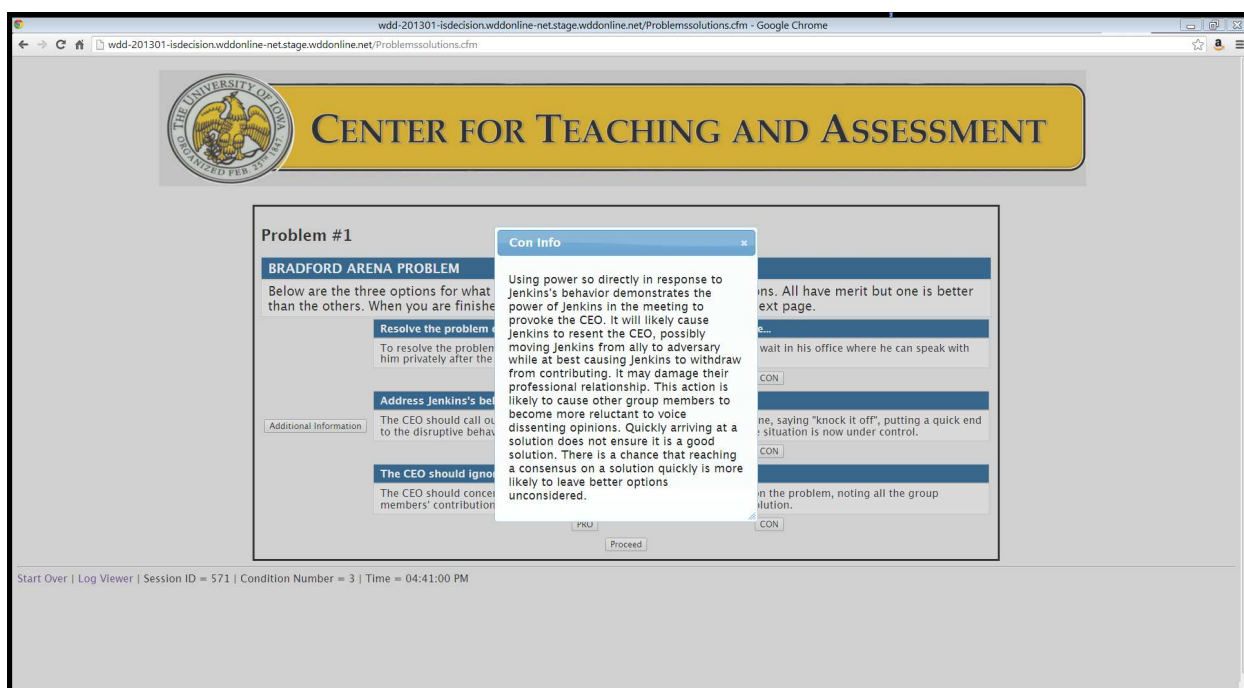 wdd-201301-isdecision.wddonline-net.stage.wddonline.net/Problemssolutions.cfm - Google Chrome
wdd-201301-isdecision.wddonline-net.stage.wddonline.net/Problemssolutions.cfm
THE UNIVERSITY OF IOWA
ORGANIZED FEB. 25TH 1847
CENTER FOR TEACHING AND ASSESSMENT
Problem #1
BRADFORD ARENA PROBLEM
Below are the three options for what
ons. All have merit but one is better
than the others. When you are finishe
ext page.
Resolve the problem
e...
To resolve the problem
wait in his office where he can speak with
him privately after the
CON
Address Jenkins's bel
Additional Information
The CEO should call ou
ne, saying "knock it off", putting a quick end
to the disruptive behav
situation is now under control.
CON
The CEO should igno
The CEO should concer
on the problem, noting all the group
members' contribution
lution.
PRO
CON
Proceed
Con Info
×
Using power so directly in response to
Jenkins's behavior demonstrates the
power of Jenkins in the meeting to
provoke the CEO. It will likely cause
Jenkins to resent the CEO, possibly
moving Jenkins from ally to adversary
while at best causing Jenkins to withdraw
from contributing. It may damage their
professional relationship. This action is
likely to cause other group members to
become more reluctant to voice
dissenting opinions. Quickly arriving at a
solution does not ensure it is a good
solution. There is a chance that reaching
a consensus on a solution quickly is more
likely to leave better options
unconsidered.
Start Over | Log Viewer | Session ID = 571 | Condition Number = 3 | Time = 04:41:00 PM